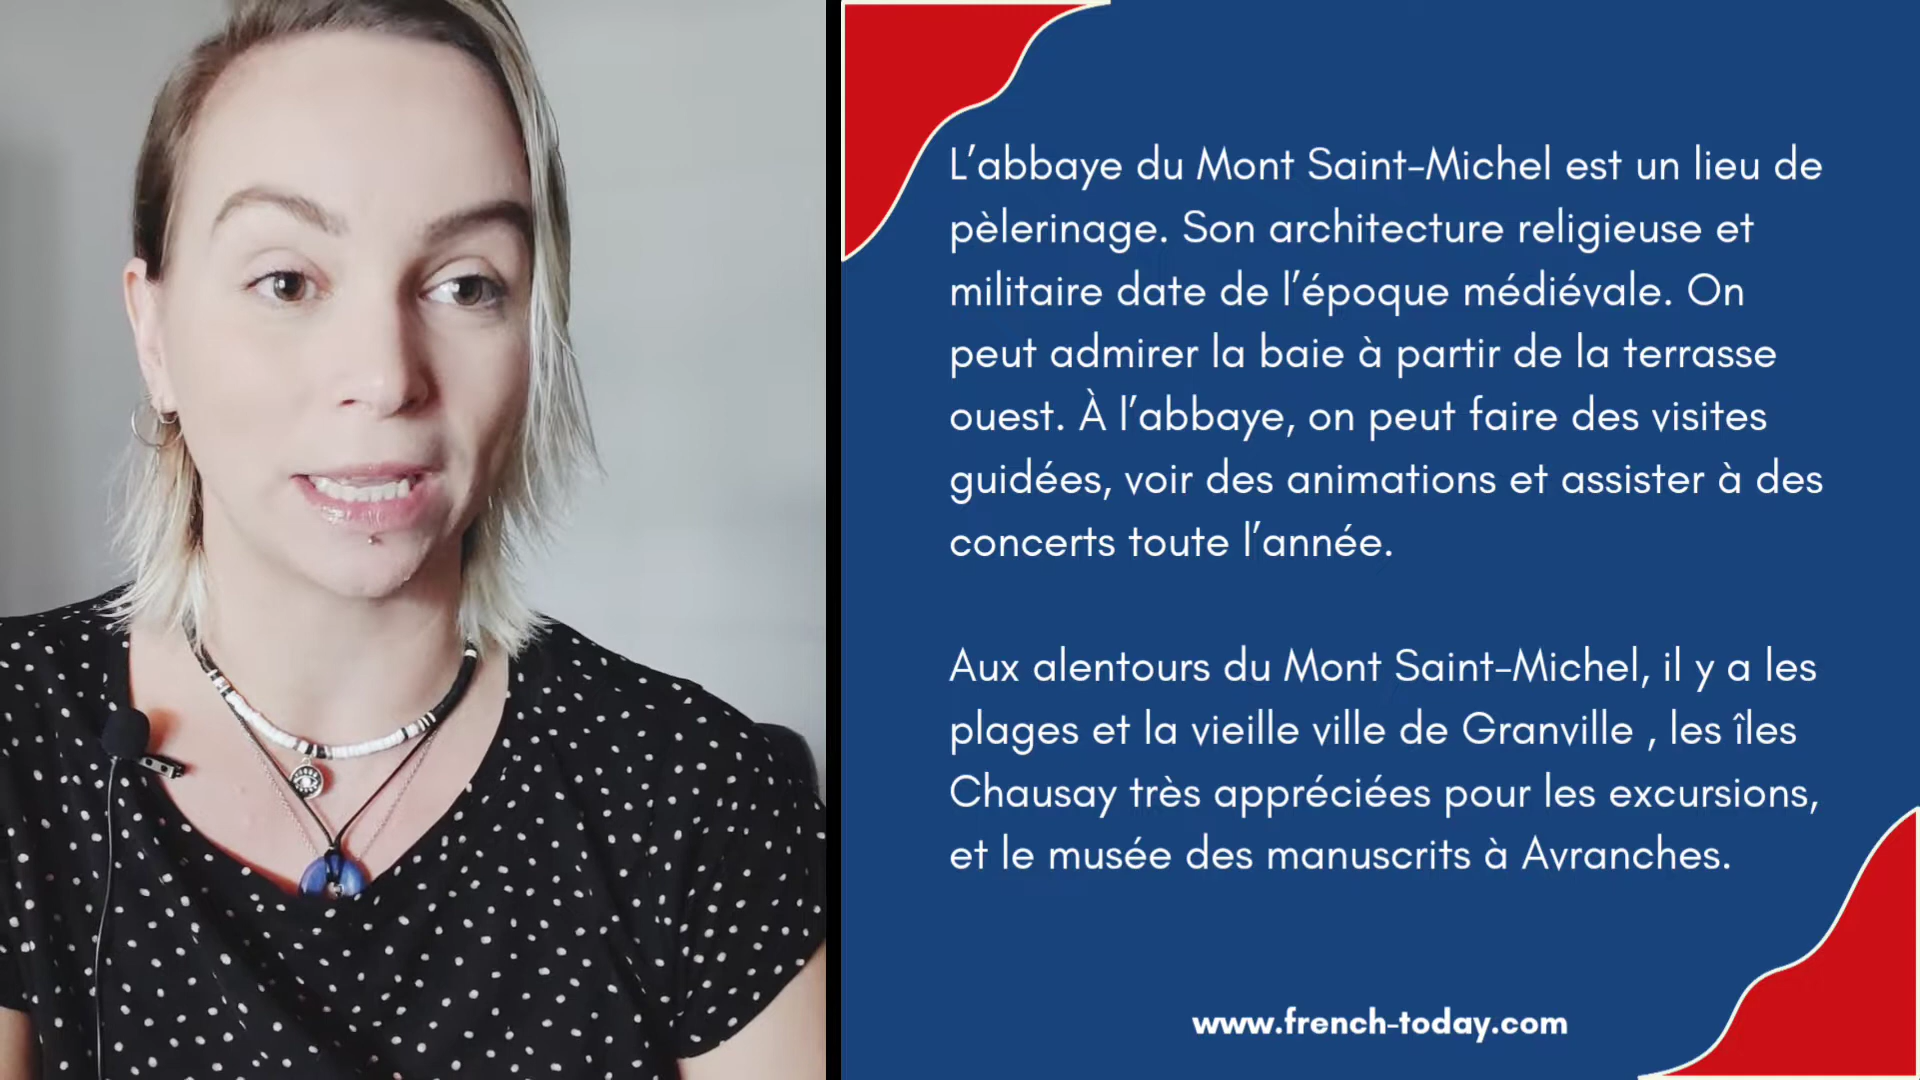 L'abbaye du Mont Saint-Michel est un lieu de
pèlerinage. Son architecture religieuse et
militaire date de l'époque médiévale. On
peut admirer la baie à partir de la terrasse
ouest. À l'abbaye, on peut faire des visites
guidées, voir des animations et assister à des
concerts toute l'année.
Aux alentours du Mont Saint-Michel, il y a les
plages et la vieille ville de Granville , les îles
Chausay très appréciées pour les excursions,
et le musée des manuscrits à Avranches.
www.french-today.com